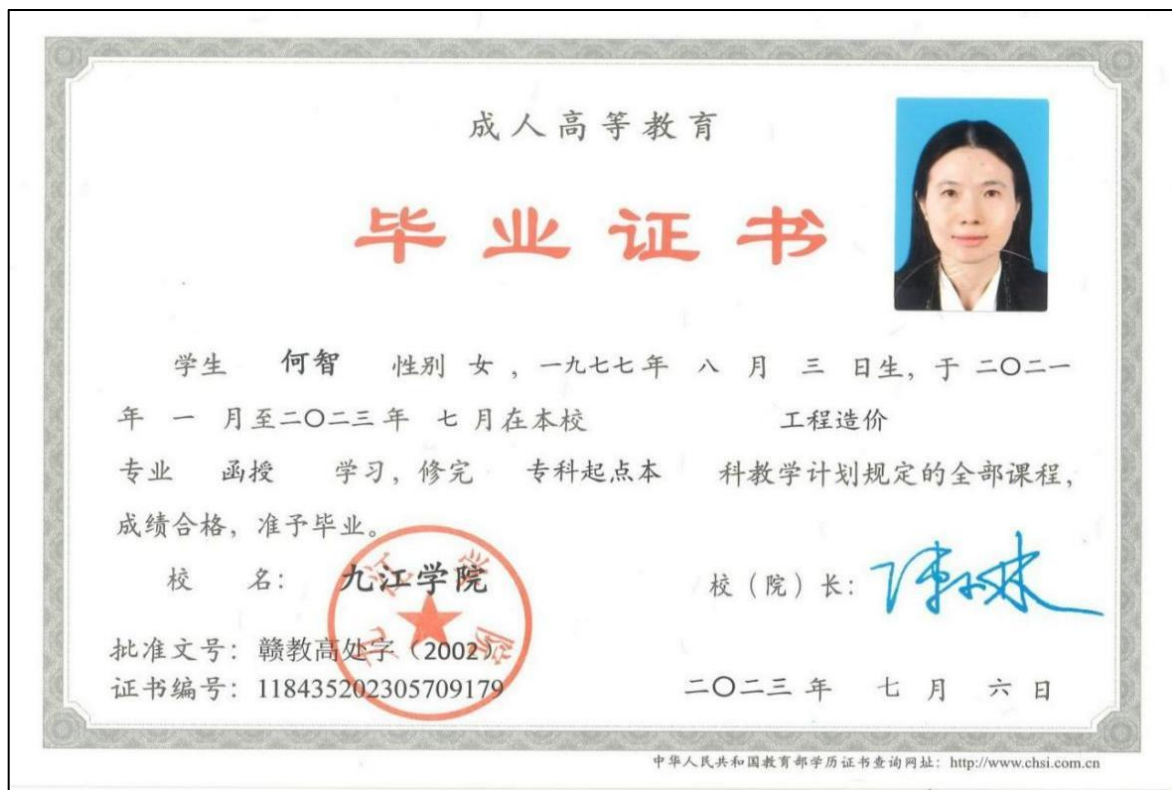 成人高等教育
毕业证书
学生 何智 性别 女，一九七七年 八 月 三 日生，于 二〇二一
年 一 月至二〇二三年 七 月在本校 工程造价
专业 函授 学习，修完 专科起点本 科教学计划规定的全部课程，
成绩合格，准予毕业。
校 名：九江学院
九江学院
校（院）长：
批准文号：赣教高处字（2002）
证书编号：118435202305709179
二〇二三年 七 月 六 日
中华人民共和国教育部学历证书查询网址：http://www.chsi.com.cn